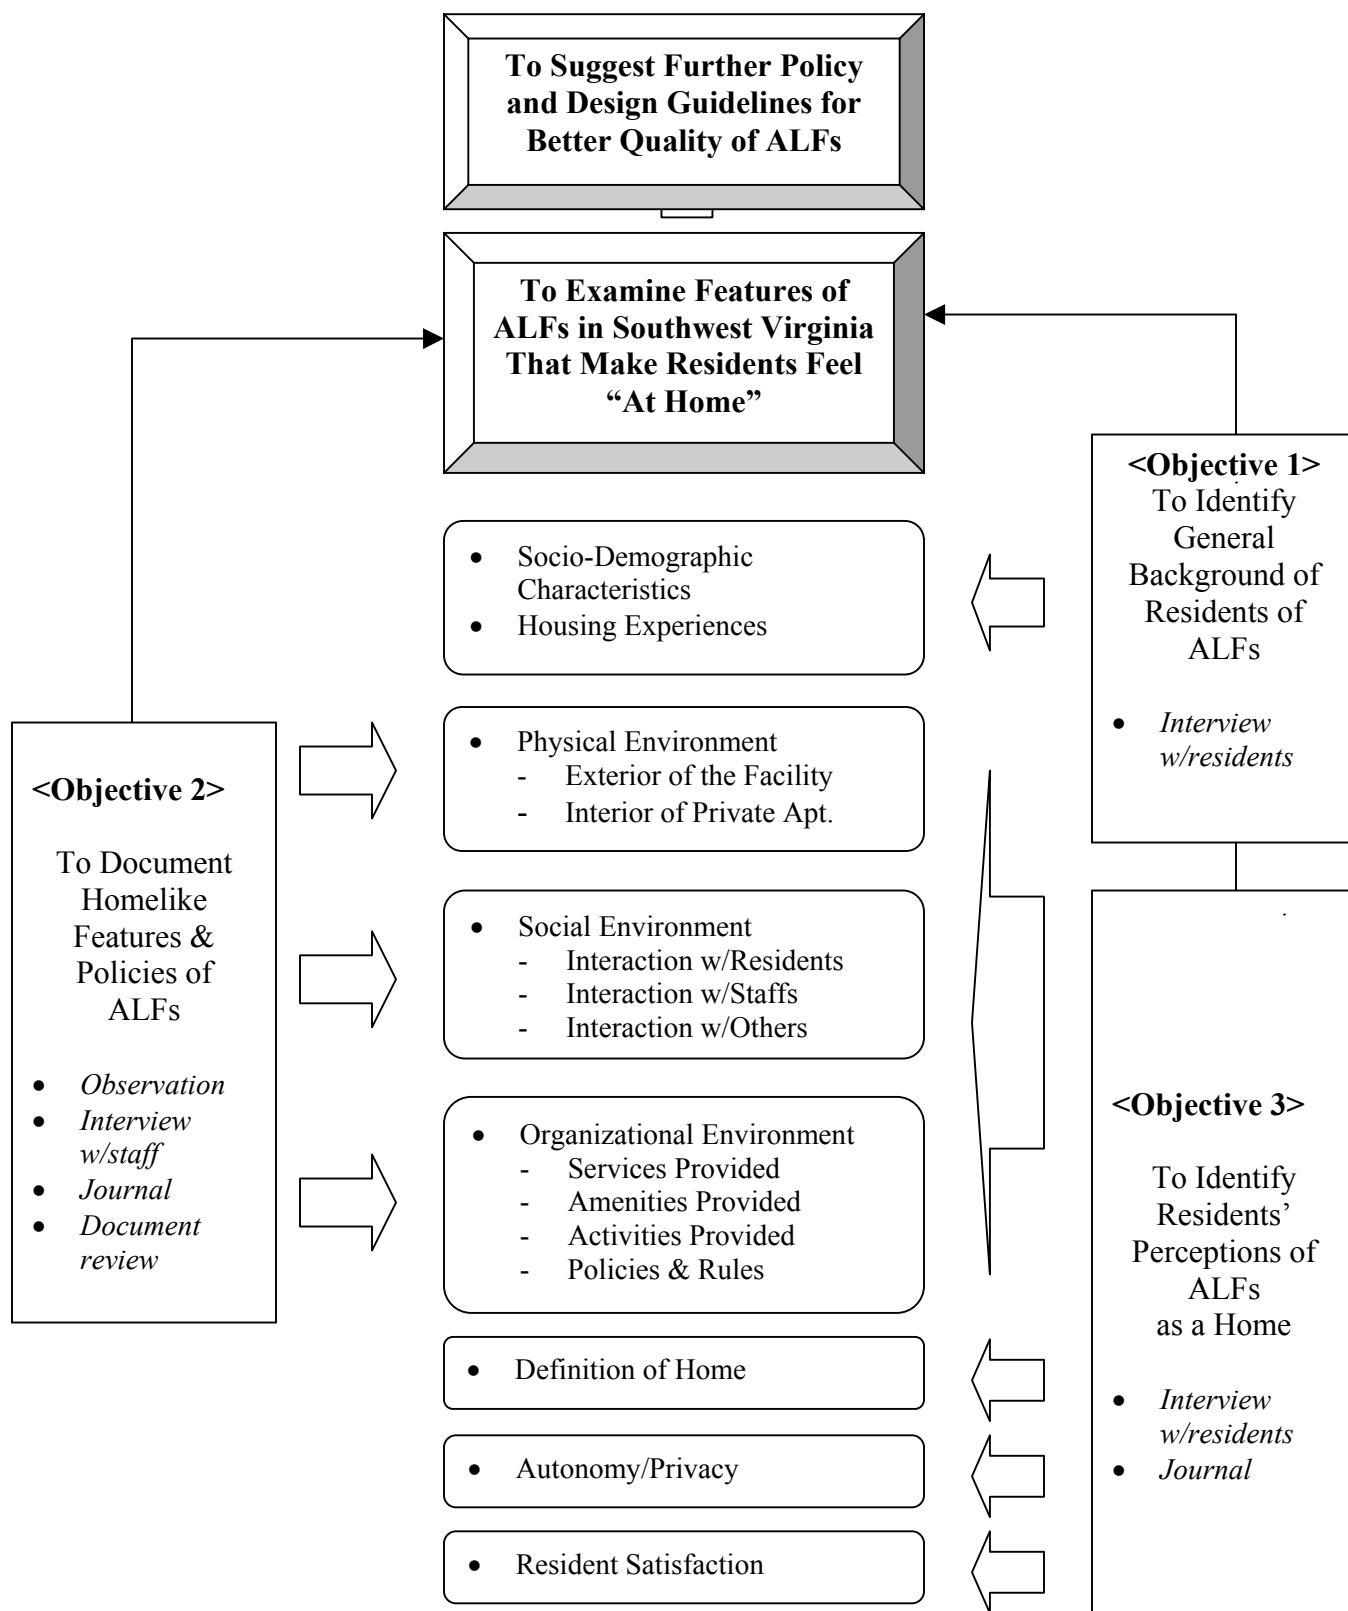 To Suggest Further Policy
and Design Guidelines for
Better Quality of ALFs
To Examine Features of
ALFs in Southwest Virginia
That Make Residents Feel
“At Home”
<Objective 1>
To Identify
General
Background of
Residents of
ALFs
• Interview
w/residents
• Socio-Demographic
Characteristics
• Housing Experiences
<Objective 2>
To Document
Homelike
Features &
Policies of
ALFs
• Observation
• Interview
w/staff
• Journal
• Document
review
• Physical Environment
- Exterior of the Facility
- Interior of Private Apt.
• Social Environment
- Interaction w/Residents
- Interaction w/Staffs
- Interaction w/Others
• Organizational Environment
- Services Provided
- Amenities Provided
- Activities Provided
- Policies & Rules
<Objective 3>
To Identify
Residents’
Perceptions of
ALFs
as a Home
• Interview
w/residents
• Journal
• Definition of Home
• Autonomy/Privacy
• Resident Satisfaction